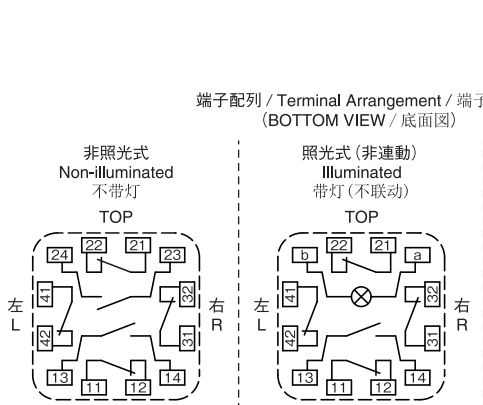 端子配列 / Terminal Arrangement / 端子
(BOTTOM VIEW / 底面図)
非照光式
Non-illuminated
不带灯
TOP
24 22 21 23
41 32
左 右
L R
42 31
13 11 12 14
照光式 (非連動)
Illuminated
带灯 (不联动)
TOP
b 22 21 a
41 32
左 右
L R
42 31
13 11 12 14